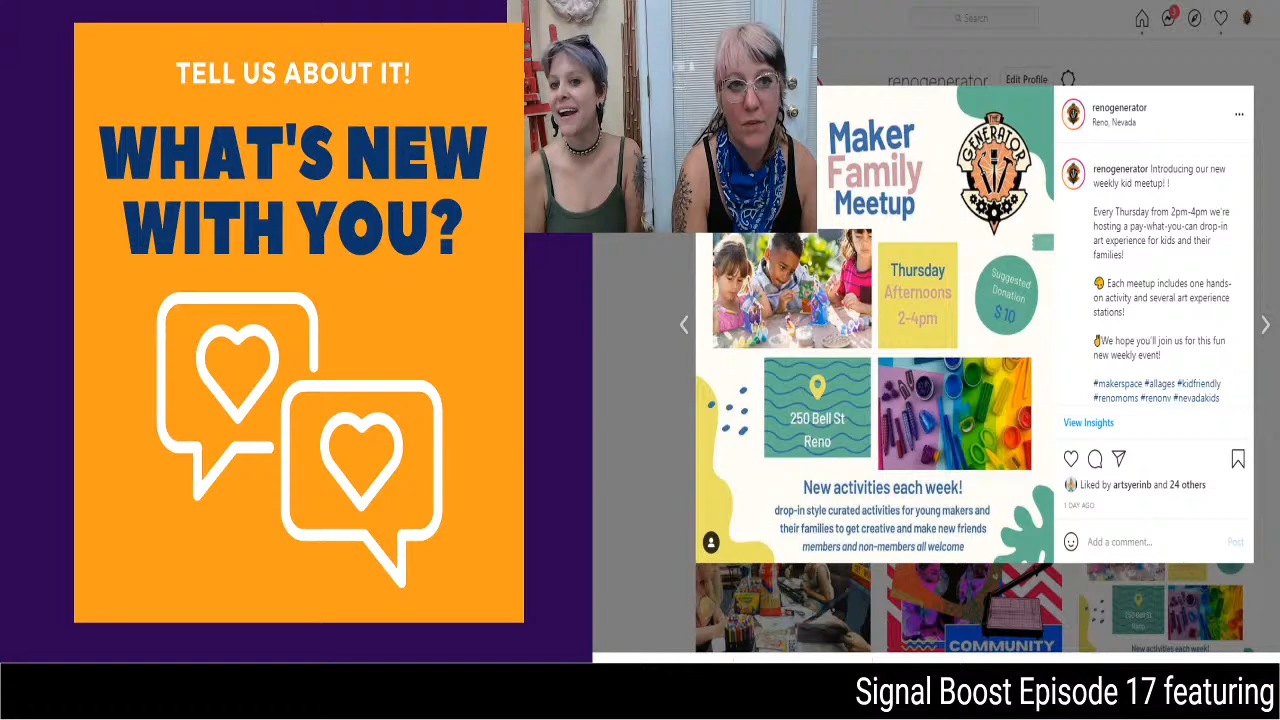 TELL US ABOUT IT!
WHAT'S NEW
WITH YOU?
Search
3
renogenerator
Edit Profile
Maker
Family
Meetup
THE
GENERATOR
Thursday
Afternoons
2-4pm
Suggested
Donation
$ 10
250 Bell St
Reno
New activities each week!
drop-in style curated activities for young makers and
their families to get creative and make new friends
members and non-members all welcome
renogenerator
Reno, Nevada
renogenerator Introducing our new
weekly kid meetup! !
Every Thursday from 2pm-4pm we're
hosting a pay-what-you-can drop-in
art experience for kids and their
families!
Each meetup includes one hands-
on activity and several art experience
stations!
We hope you'll join us for this fun
new weekly event!
#makerspace #allages #kidfriendly
#renomoms #renonv #nevadakids
View Insights
Liked by artsyerinb and 24 others
1 DAY AGO
Add a comment...
Post
COMMUNITY
250 Bell St
Reno
New activities each week!
Signal Boost Episode 17 featuring